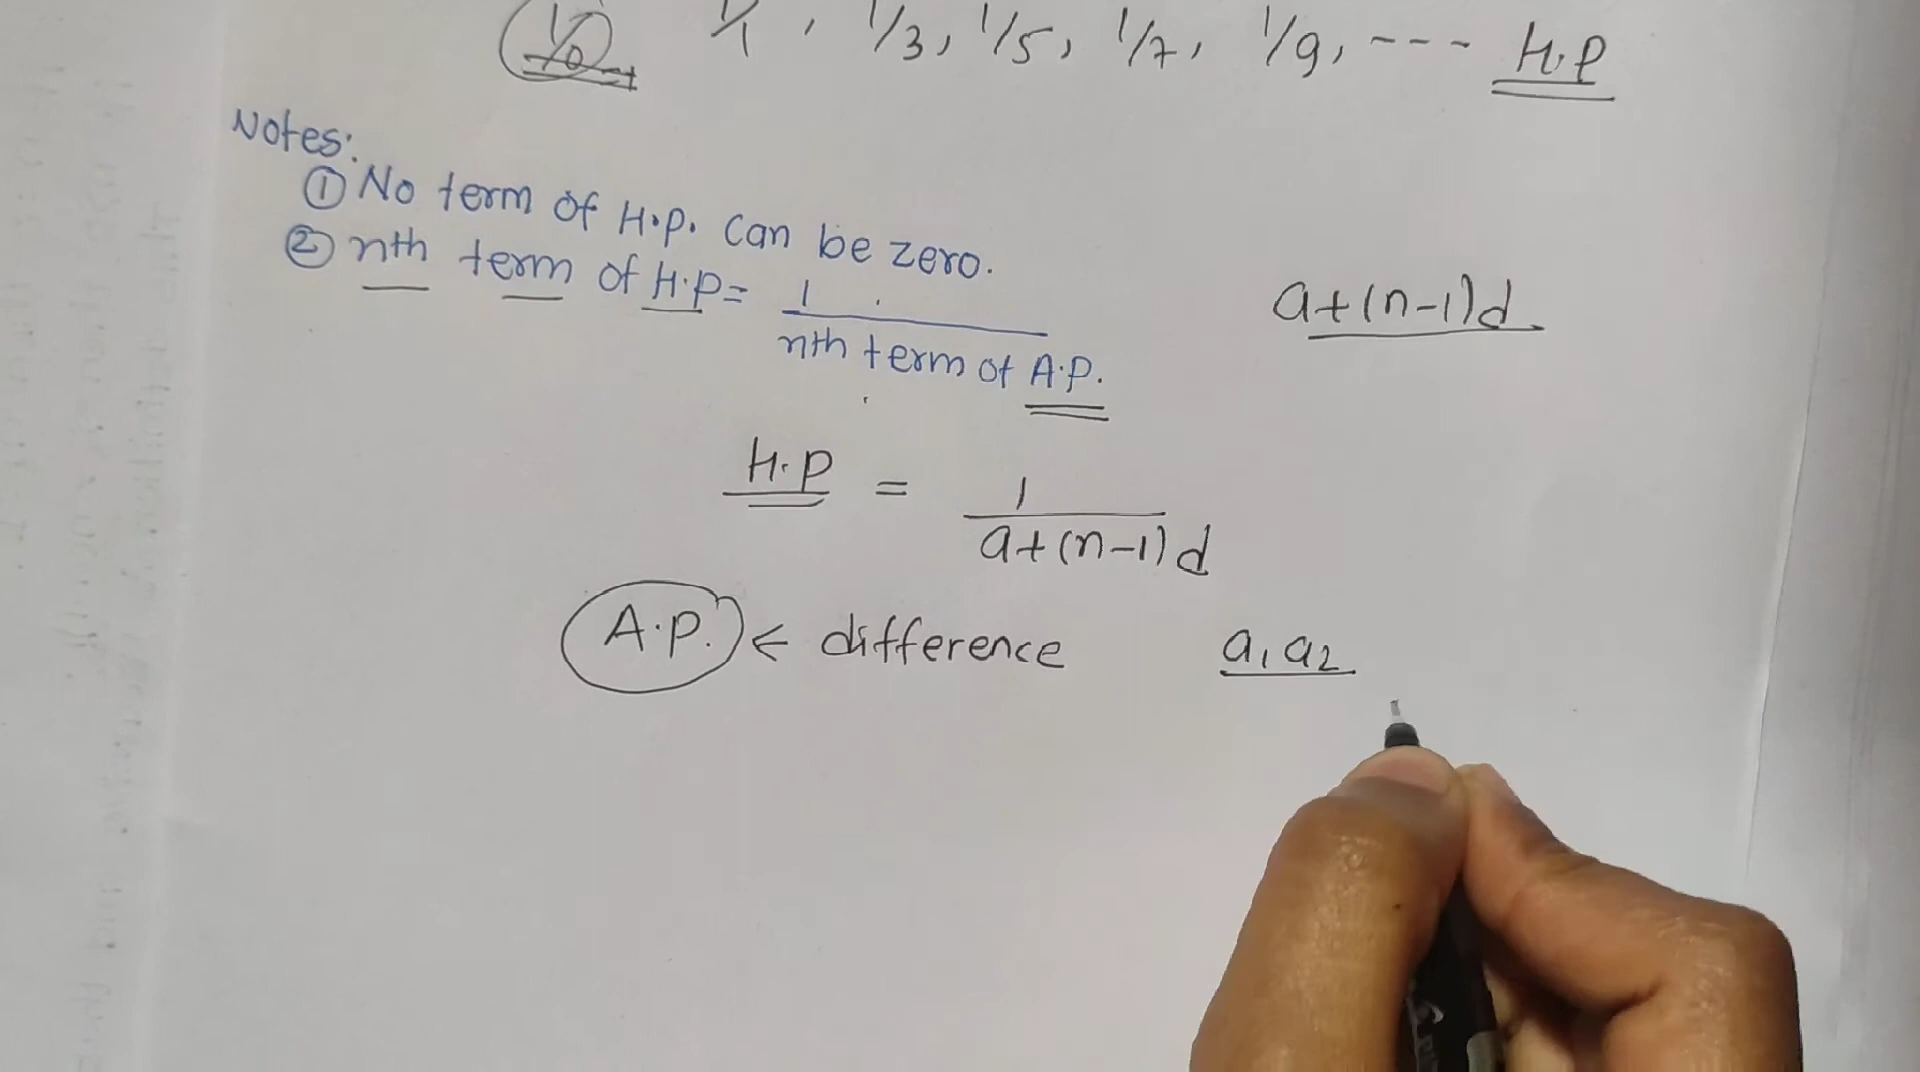 1/0 1/1, 1/3, 1/5, 1/7, 1/9, --- H.P
Notes:
① No term of H.P. can be zero.
② nth term of H.P = 1
nth term of A.P.
a+(n-1)d
H.P = 1
a+(n-1)d
A.P. ← difference a1 a2